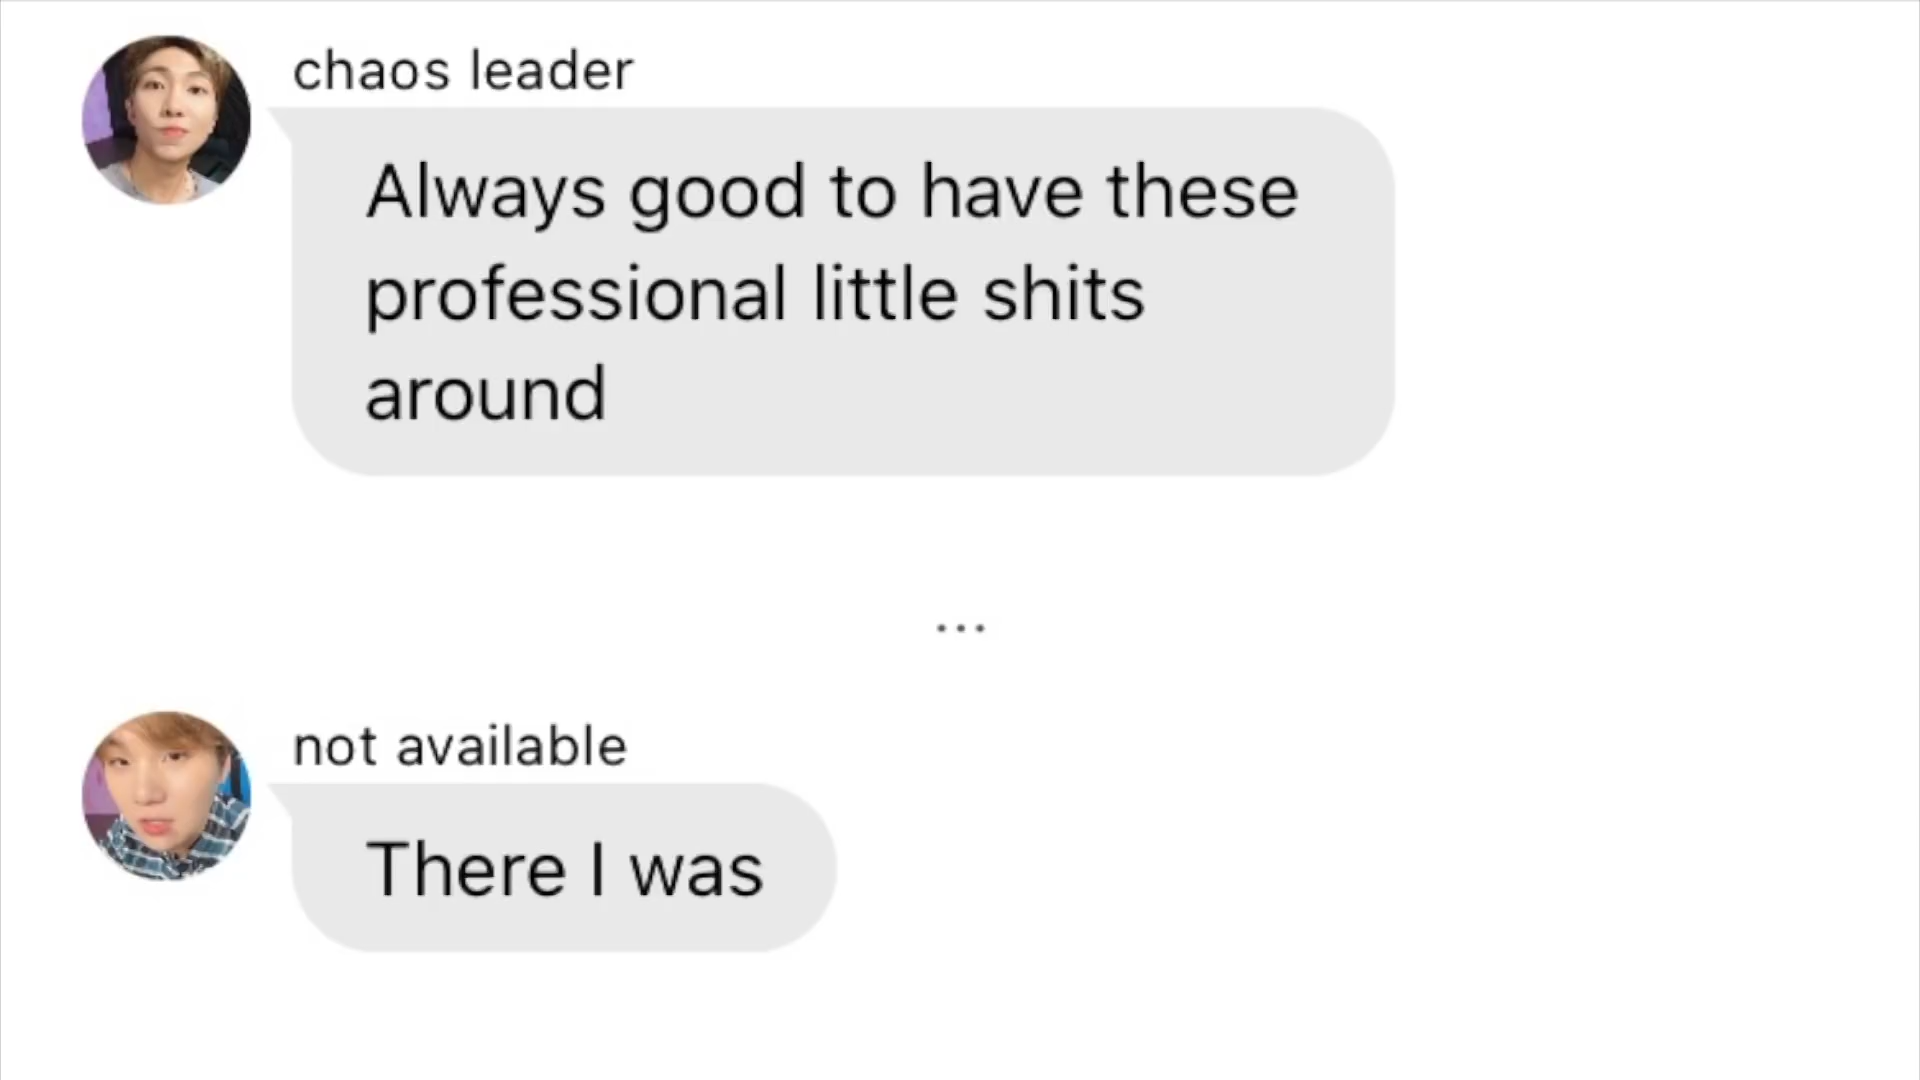 chaos leader
Always good to have these
professional little shits
around
...
not available
There I was